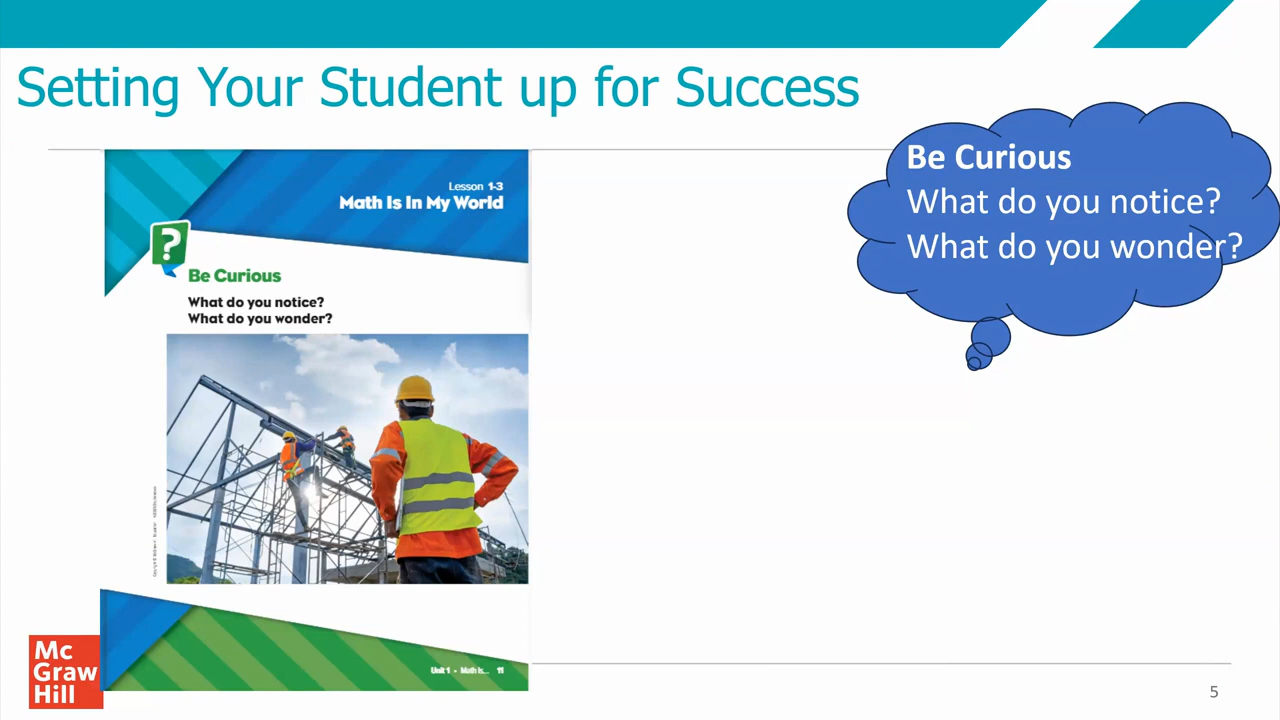 Setting Your Student up for Success
Be Curious
What do you notice?
What do you wonder?
Lesson 1-3
Math Is In My World
?
Be Curious
What do you notice?
What do you wonder?
Unit 1 • Math Is... 11
Mc
Graw
Hill
5